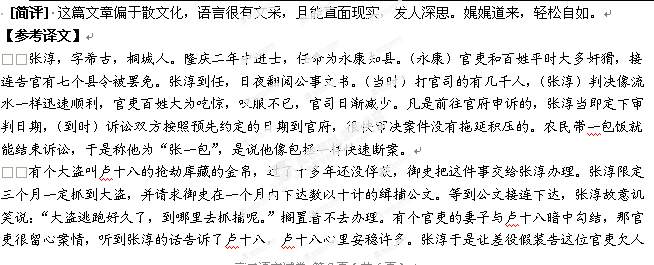 [简评] 这篇文章偏于散文化，语言很有文采，且能直面现实，发人深思。娓娓道来，轻松自如。
【参考译文】
□□张淳，字希古，桐城人。隆庆二年中进士，任命为永康知县。（永康）官吏和百姓平时大多奸猾，接
连告官有七个县令被罢免。张淳到任，日夜翻阅公事文书。（当时）打官司的有几千人，（张淳）判决像流
水一样迅速顺利，官吏百姓大为吃惊，叹服不已，官司日渐减少。凡是前往官府申诉的，张淳当即定下审
判日期，（到时）诉讼双方按照预先约定的日期到官府，很快审决案件没有拖延积压的。农民带一包饭就
能结束诉讼，于是称他为“张一包”，是说他像包拯一样快速断案。
□□有个大盗叫卢十八的抢劫库藏的金帛，过了十多年还没俘获，御史把这件事交给张淳办理。张淳限定
三个月一定抓到大盗，并请求御史在一个月内下达数以十计的缉捕公文。等到公文接连下达，张淳故意讥
笑说：“大盗逃跑好久了，到哪里去抓捕呢。”搁置着不去办理。有个官吏的妻子与卢十八暗中勾结，那官
吏很留心案情，听到张淳的话告诉了卢十八，卢十八心里安稳许多。张淳于是让差役假装告这位官吏欠人